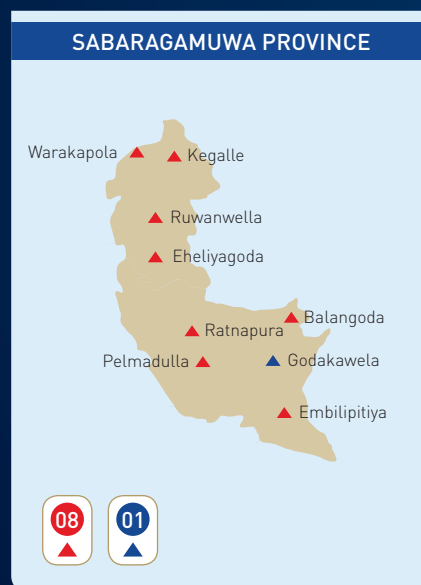 SABARAGAMUWA PROVINCE
Warakapola
Kegalle
Ruwanwella
Eheliyagoda
Balangoda
Ratnapura
Pelmadulla
Godakawela
Embilipitiya
08
01